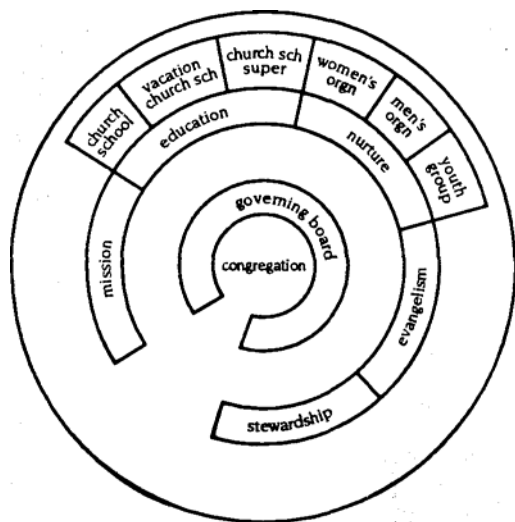 church
school
vacation
church sch
church sch
super
women's
orgn
men's
orgn
youth
group
education
nurture
mission
governing board
congregation
evangelism
stewardship